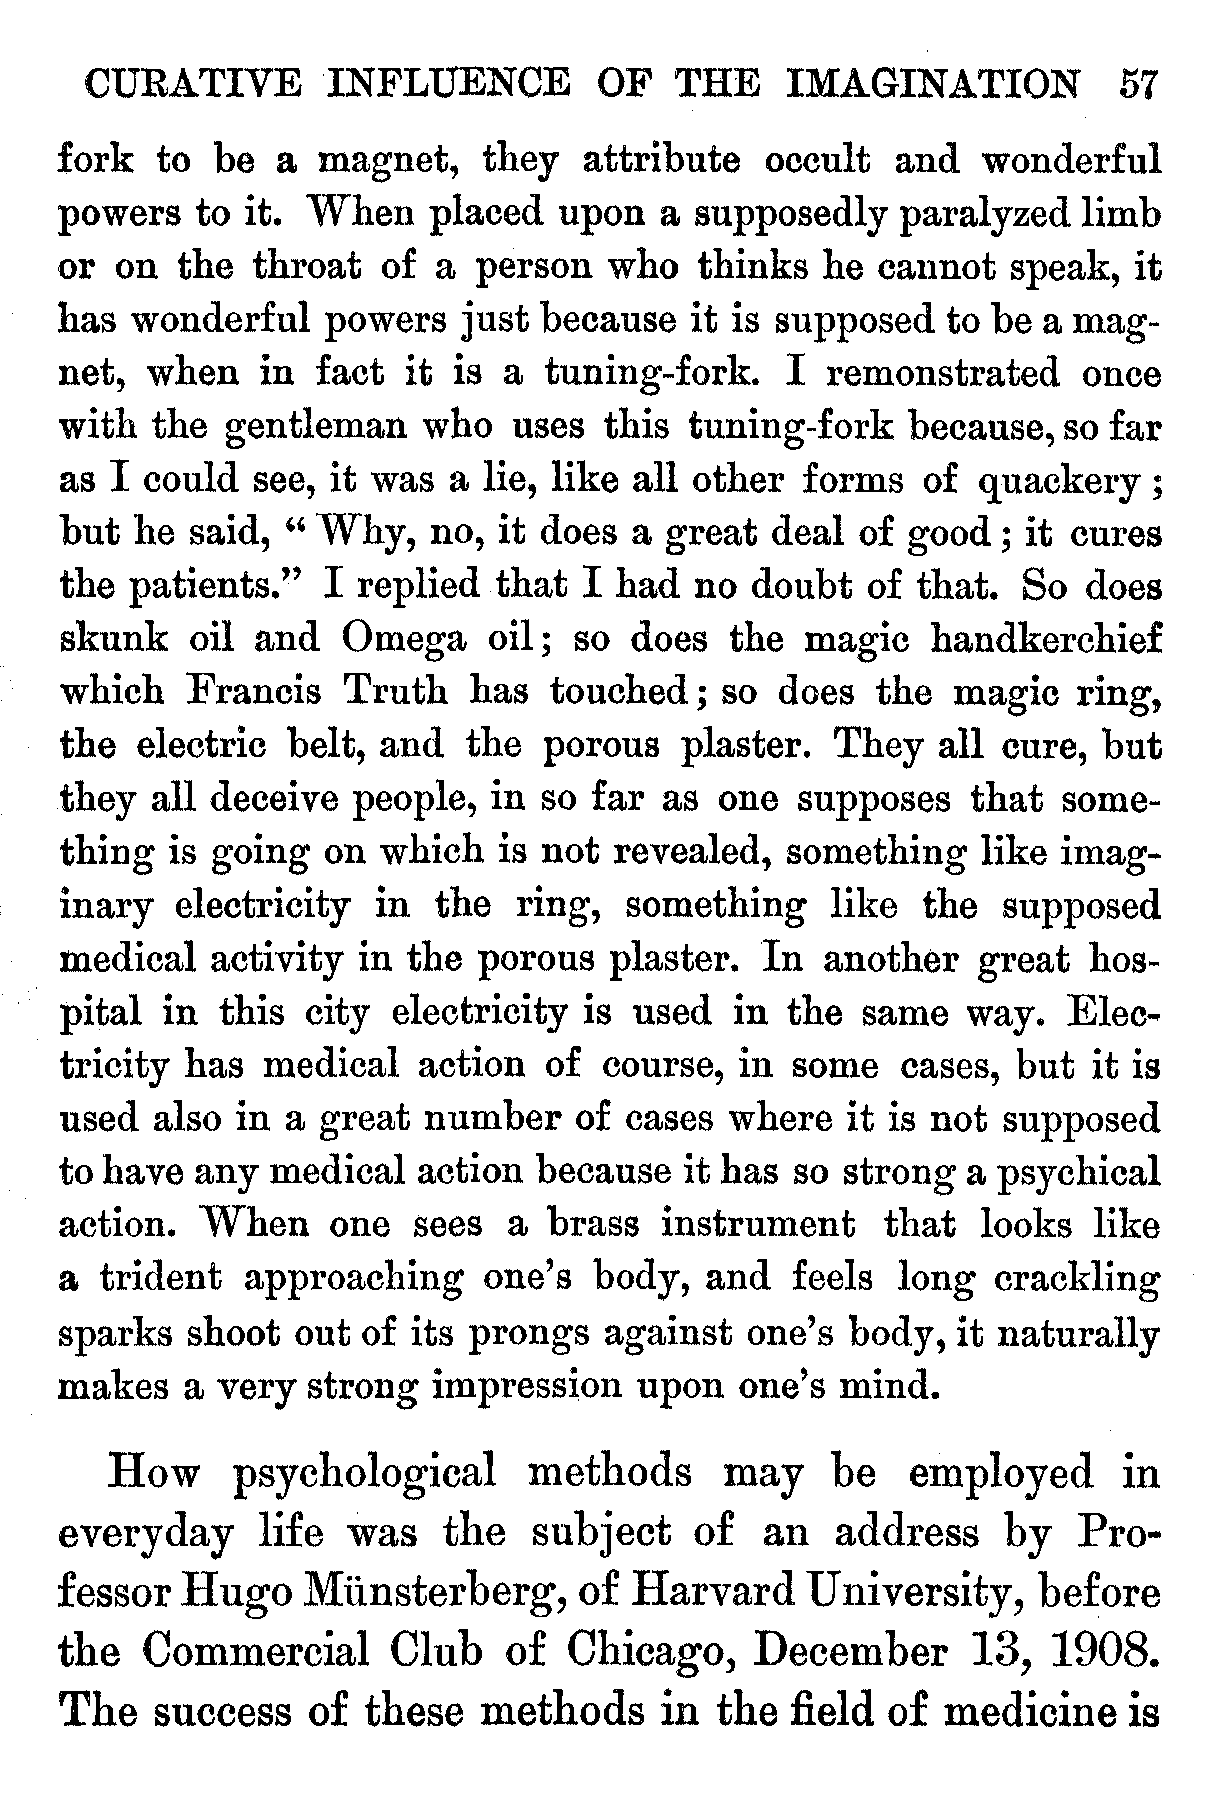 CURATIVE INFLUENCE OF THE IMAGINATION 57
fork to be a magnet, they attribute occult and wonderful
powers to it. When placed upon a supposedly paralyzed limb
or on the throat of a person who thinks he cannot speak, it
has wonderful powers just because it is supposed to be a mag-
net, when in fact it is a tuning-fork. I remonstrated once
with the gentleman who uses this tuning-fork because, so far
as I could see, it was a lie, like all other forms of quackery ;
but he said, “ Why, no, it does a great deal of good ; it cures
the patients.” I replied that I had no doubt of that. So does
skunk oil and Omega oil; so does the magic handkerchief
which Francis Truth has touched; so does the magic ring,
the electric belt, and the porous plaster. They all cure, but
they all deceive people, in so far as one supposes that some-
thing is going on which is not revealed, something like imag-
inary electricity in the ring, something like the supposed
medical activity in the porous plaster. In another great hos-
pital in this city electricity is used in the same way. Elec-
tricity has medical action of course, in some cases, but it is
used also in a great number of cases where it is not supposed
to have any medical action because it has so strong a psychical
action. When one sees a brass instrument that looks like
a trident approaching one’s body, and feels long crackling
sparks shoot out of its prongs against one’s body, it naturally
makes a very strong impression upon one’s mind.
How psychological methods may be employed in
everyday life was the subject of an address by Pro-
fessor Hugo Münsterberg, of Harvard University, before
the Commercial Club of Chicago, December 13, 1908.
The success of these methods in the field of medicine is